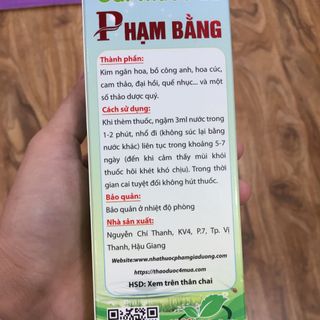 PHẠM BẰNG
Thành phần:
Kim ngân hoa, bồ công anh, hoa cúc,
cam thảo, đại hồi, quế nhục... và một
số thảo dược quý.
Cách sử dụng:
Khi thèm thuốc, ngậm 3ml nước trong
1-2 phút, nhổ đi (không súc lại bằng
nước khác) liên tục trong khoảng 5-7
ngày (đến khi cảm thấy mùi khói
thuốc hôi khét khó chịu). Trong thời
gian cai tuyệt đối không hút thuốc.
Bảo quản:
Bảo quản ở nhiệt độ phòng
Nhà sản xuất:
Nguyễn Chí Thanh, KV4, P.7, Tp. Vị
Thanh, Hậu Giang
Website:www.nhathuocphamgiaduong.com
https://thaoduoc4mua.com
HSD: Xem trên thân chai